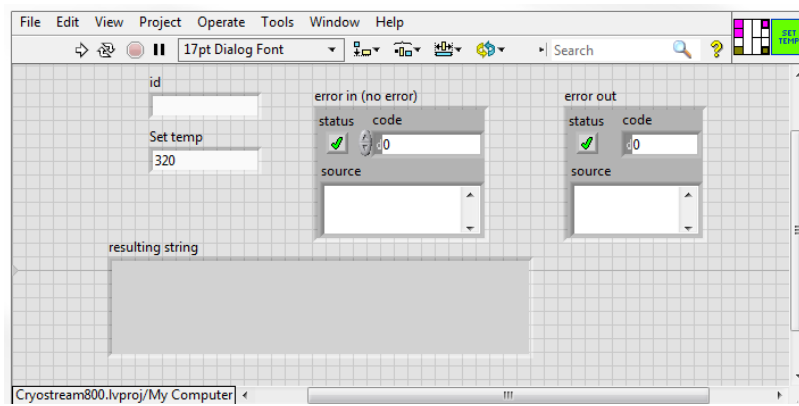 File Edit View Project Operate Tools Window Help
17pt Dialog Font
Search
?
SET
TEMP
id
Set temp
320
error in (no error)
status code
d 0
source
error out
status code
d 0
source
resulting string
Cryostream800.lvproj/My Computer